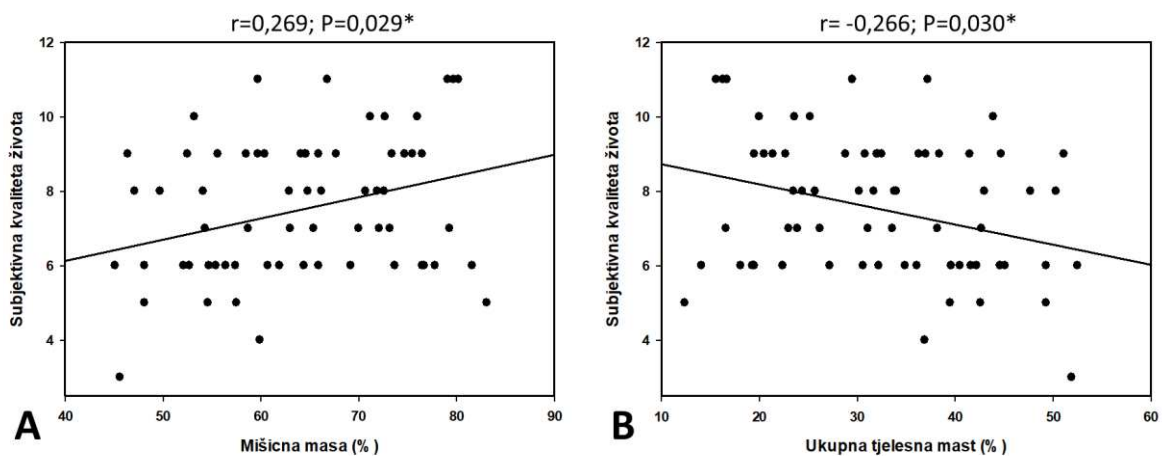 r=0,269; P=0,029*
12
10
8
6
4
Subjektivna kvaliteta života
40 50 60 70 80 90
Mišicna masa (%)
A
r= -0,266; P=0,030*
12
10
8
6
4
Subjektivna kvaliteta života
10 20 30 40 50 60
Ukupna tjelesna mast (%)
B